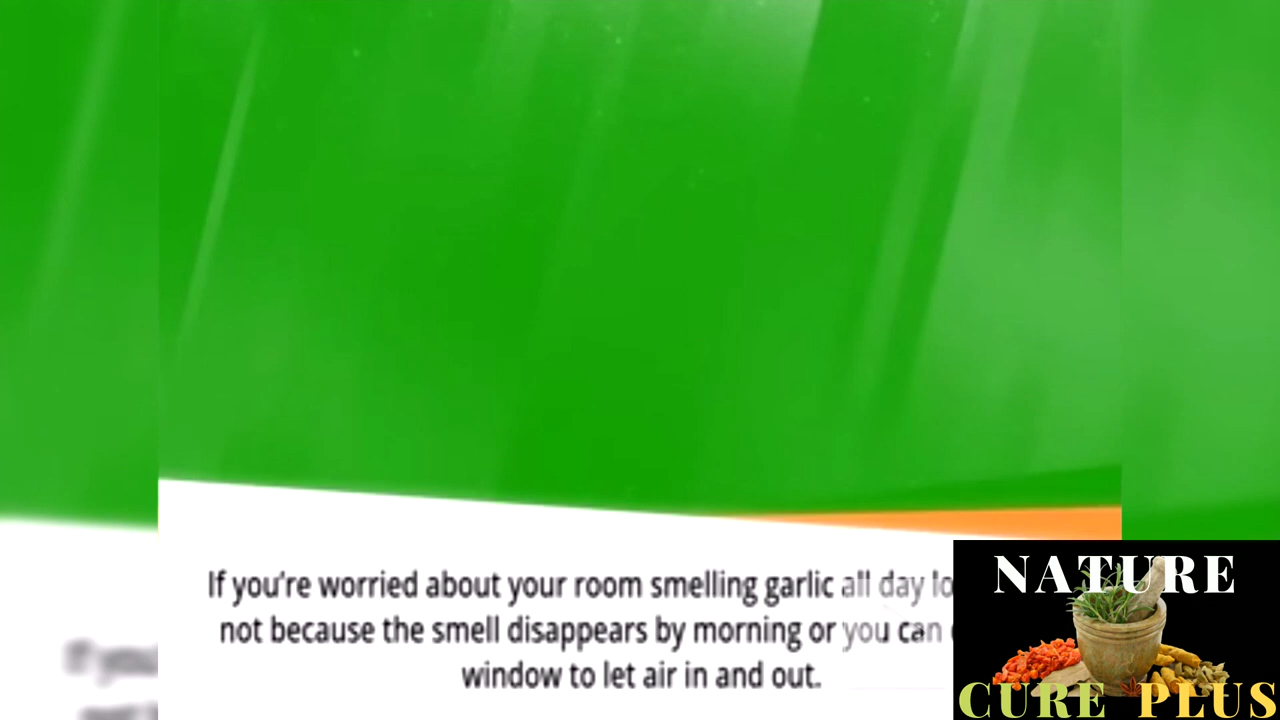 If you're worried about your room smelling garlic all day
not because the smell disappears by morning or you can
window to let air in and out.
NATURE
CURE PLUS